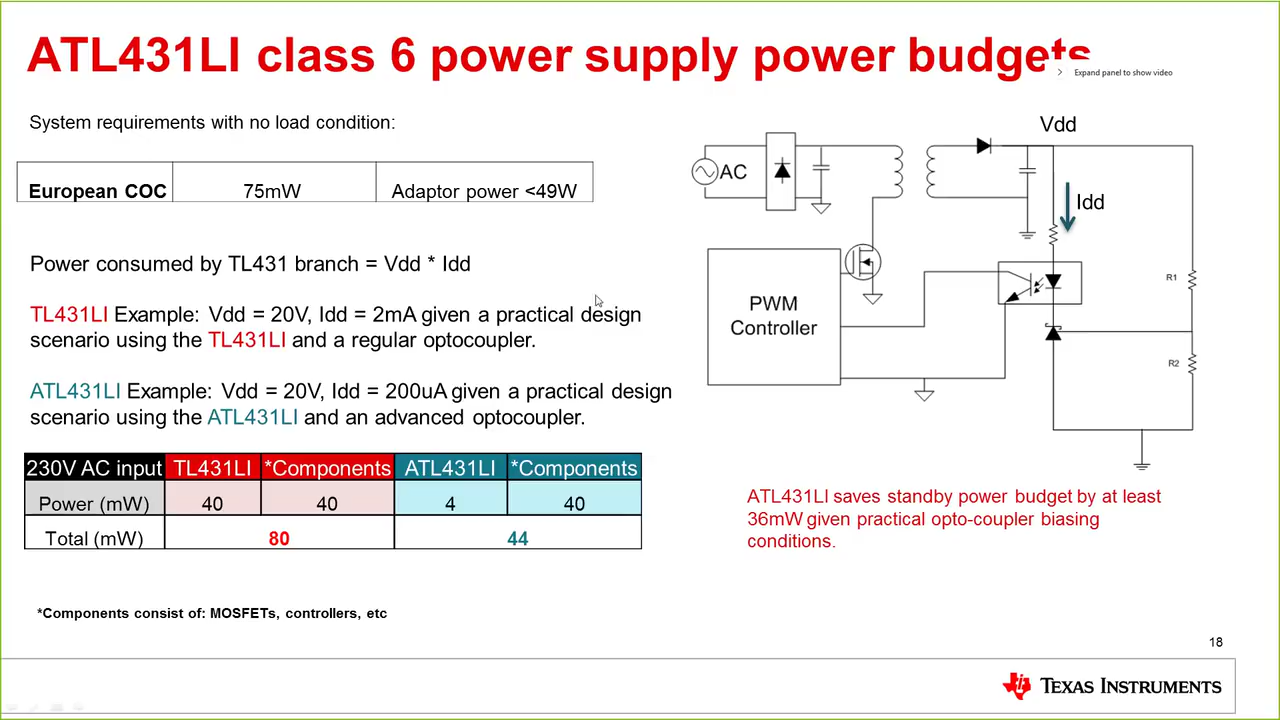 ATL431LI class 6 power supply power budgets
Expand panel to show video
System requirements with no load condition:
European COC 75mW Adaptor power <49W
Power consumed by TL431 branch = Vdd * Idd
TL431LI Example: Vdd = 20V, Idd = 2mA given a practical design
scenario using the TL431LI and a regular optocoupler.
ATL431LI Example: Vdd = 20V, Idd = 200uA given a practical design
scenario using the ATL431LI and an advanced optocoupler.
230V AC input TL431LI *Components ATL431LI *Components
Power (mW) 40 40 4 40
Total (mW) 80 44
*Components consist of: MOSFETs, controllers, etc
Vdd
AC
Idd
R1
PWM
Controller
R2
ATL431LI saves standby power budget by at least
36mW given practical opto-coupler biasing
conditions.
18
TEXAS INSTRUMENTS